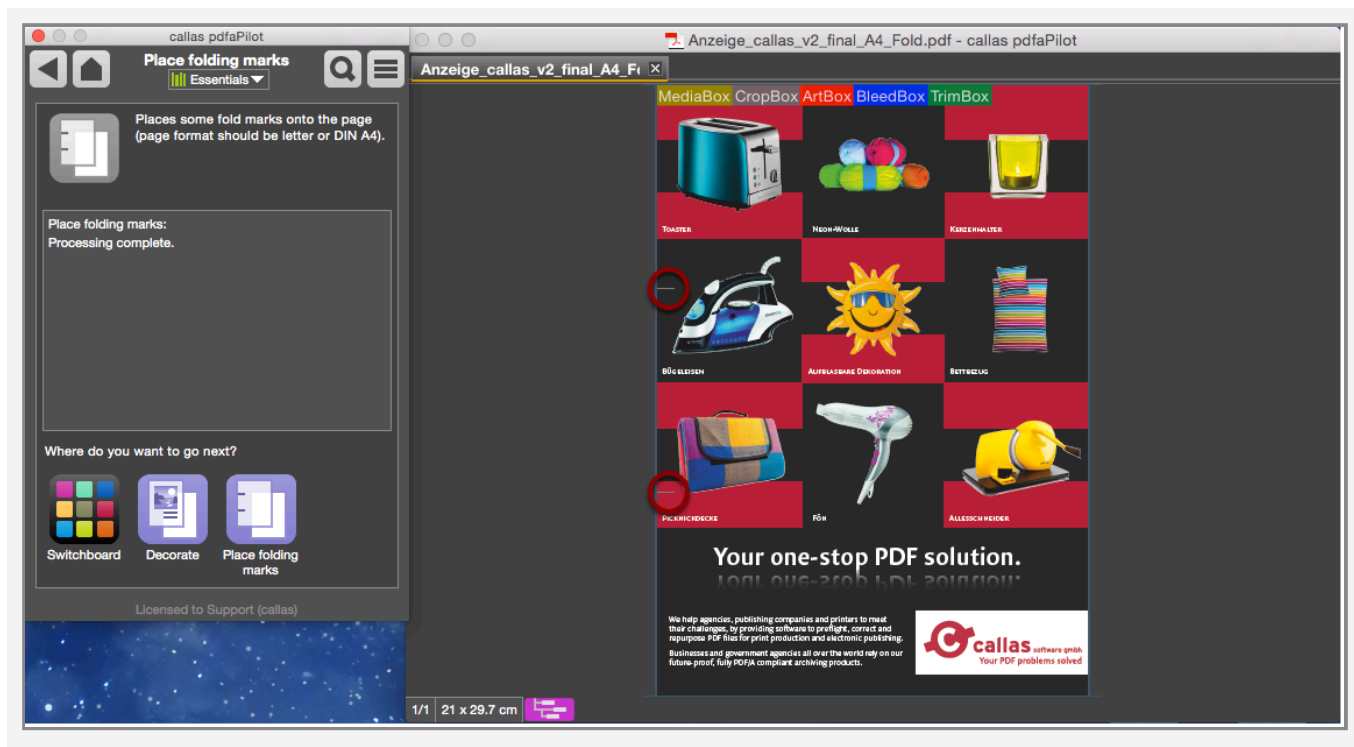 callas pdfaPilot
Place folding marks
Essentials
Places some fold marks onto the page
(page format should be letter or DIN A4).
Place folding marks:
Processing complete.
Where do you want to go next?
Switchboard
Decorate
Place folding
marks
Licensed to Support (callas)
Anzeige_callas_v2_final_A4_Fold.pdf - callas pdfaPilot
Anzeige_callas_v2_final_A4_F
MediaBox CropBox ArtBox BleedBox TrimBox
TOASTER
NEON-WOLLE
KERZENHALTER
BÜGELEISEN
AUFBLASBARE DEKORATION
BETTBEZUG
PICKNICKDECKE
FÖN
ALLESSCHNEIDER
Your one-stop PDF solution.
We help agencies, publishing companies and printers to meet
their challenges, by providing software to preflight, correct and
repurpose PDF files for print production and electronic publishing.
Businesses and government agencies all over the world rely on our
future-proof, fully PDF/A compliant archiving products.
callas software gmbh
Your PDF problems solved
1/1 21 x 29.7 cm